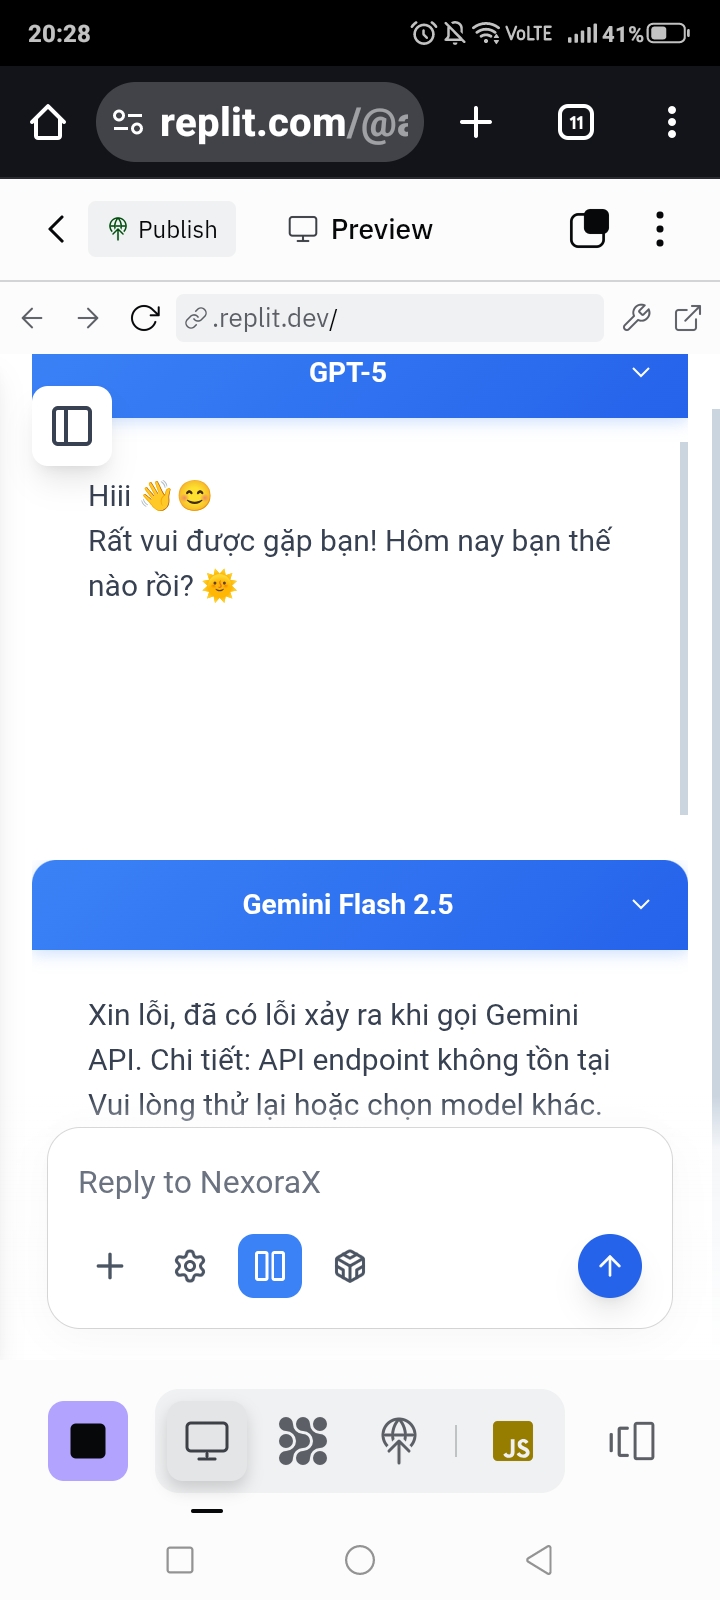 20:28
VoLTE
41%
replit.com/@a
11
Publish
Preview
.replit.dev/
GPT-5
Hiii 👋😊
Rất vui được gặp bạn! Hôm nay bạn thế
nào rồi? 🌞
Gemini Flash 2.5
Xin lỗi, đã có lỗi xảy ra khi gọi Gemini
API. Chi tiết: API endpoint không tồn tại
Vui lòng thử lại hoặc chọn model khác.
Reply to NexoraX
JS